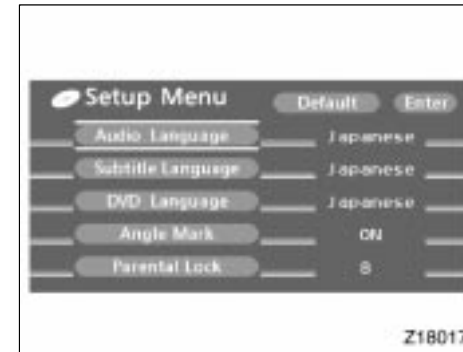 Setup Menu Default Enter
Audio Language Japanese
Subtitle Language Japanese
DVD Language Japanese
Angle Mark ON
Parental Lock 8
Z18017